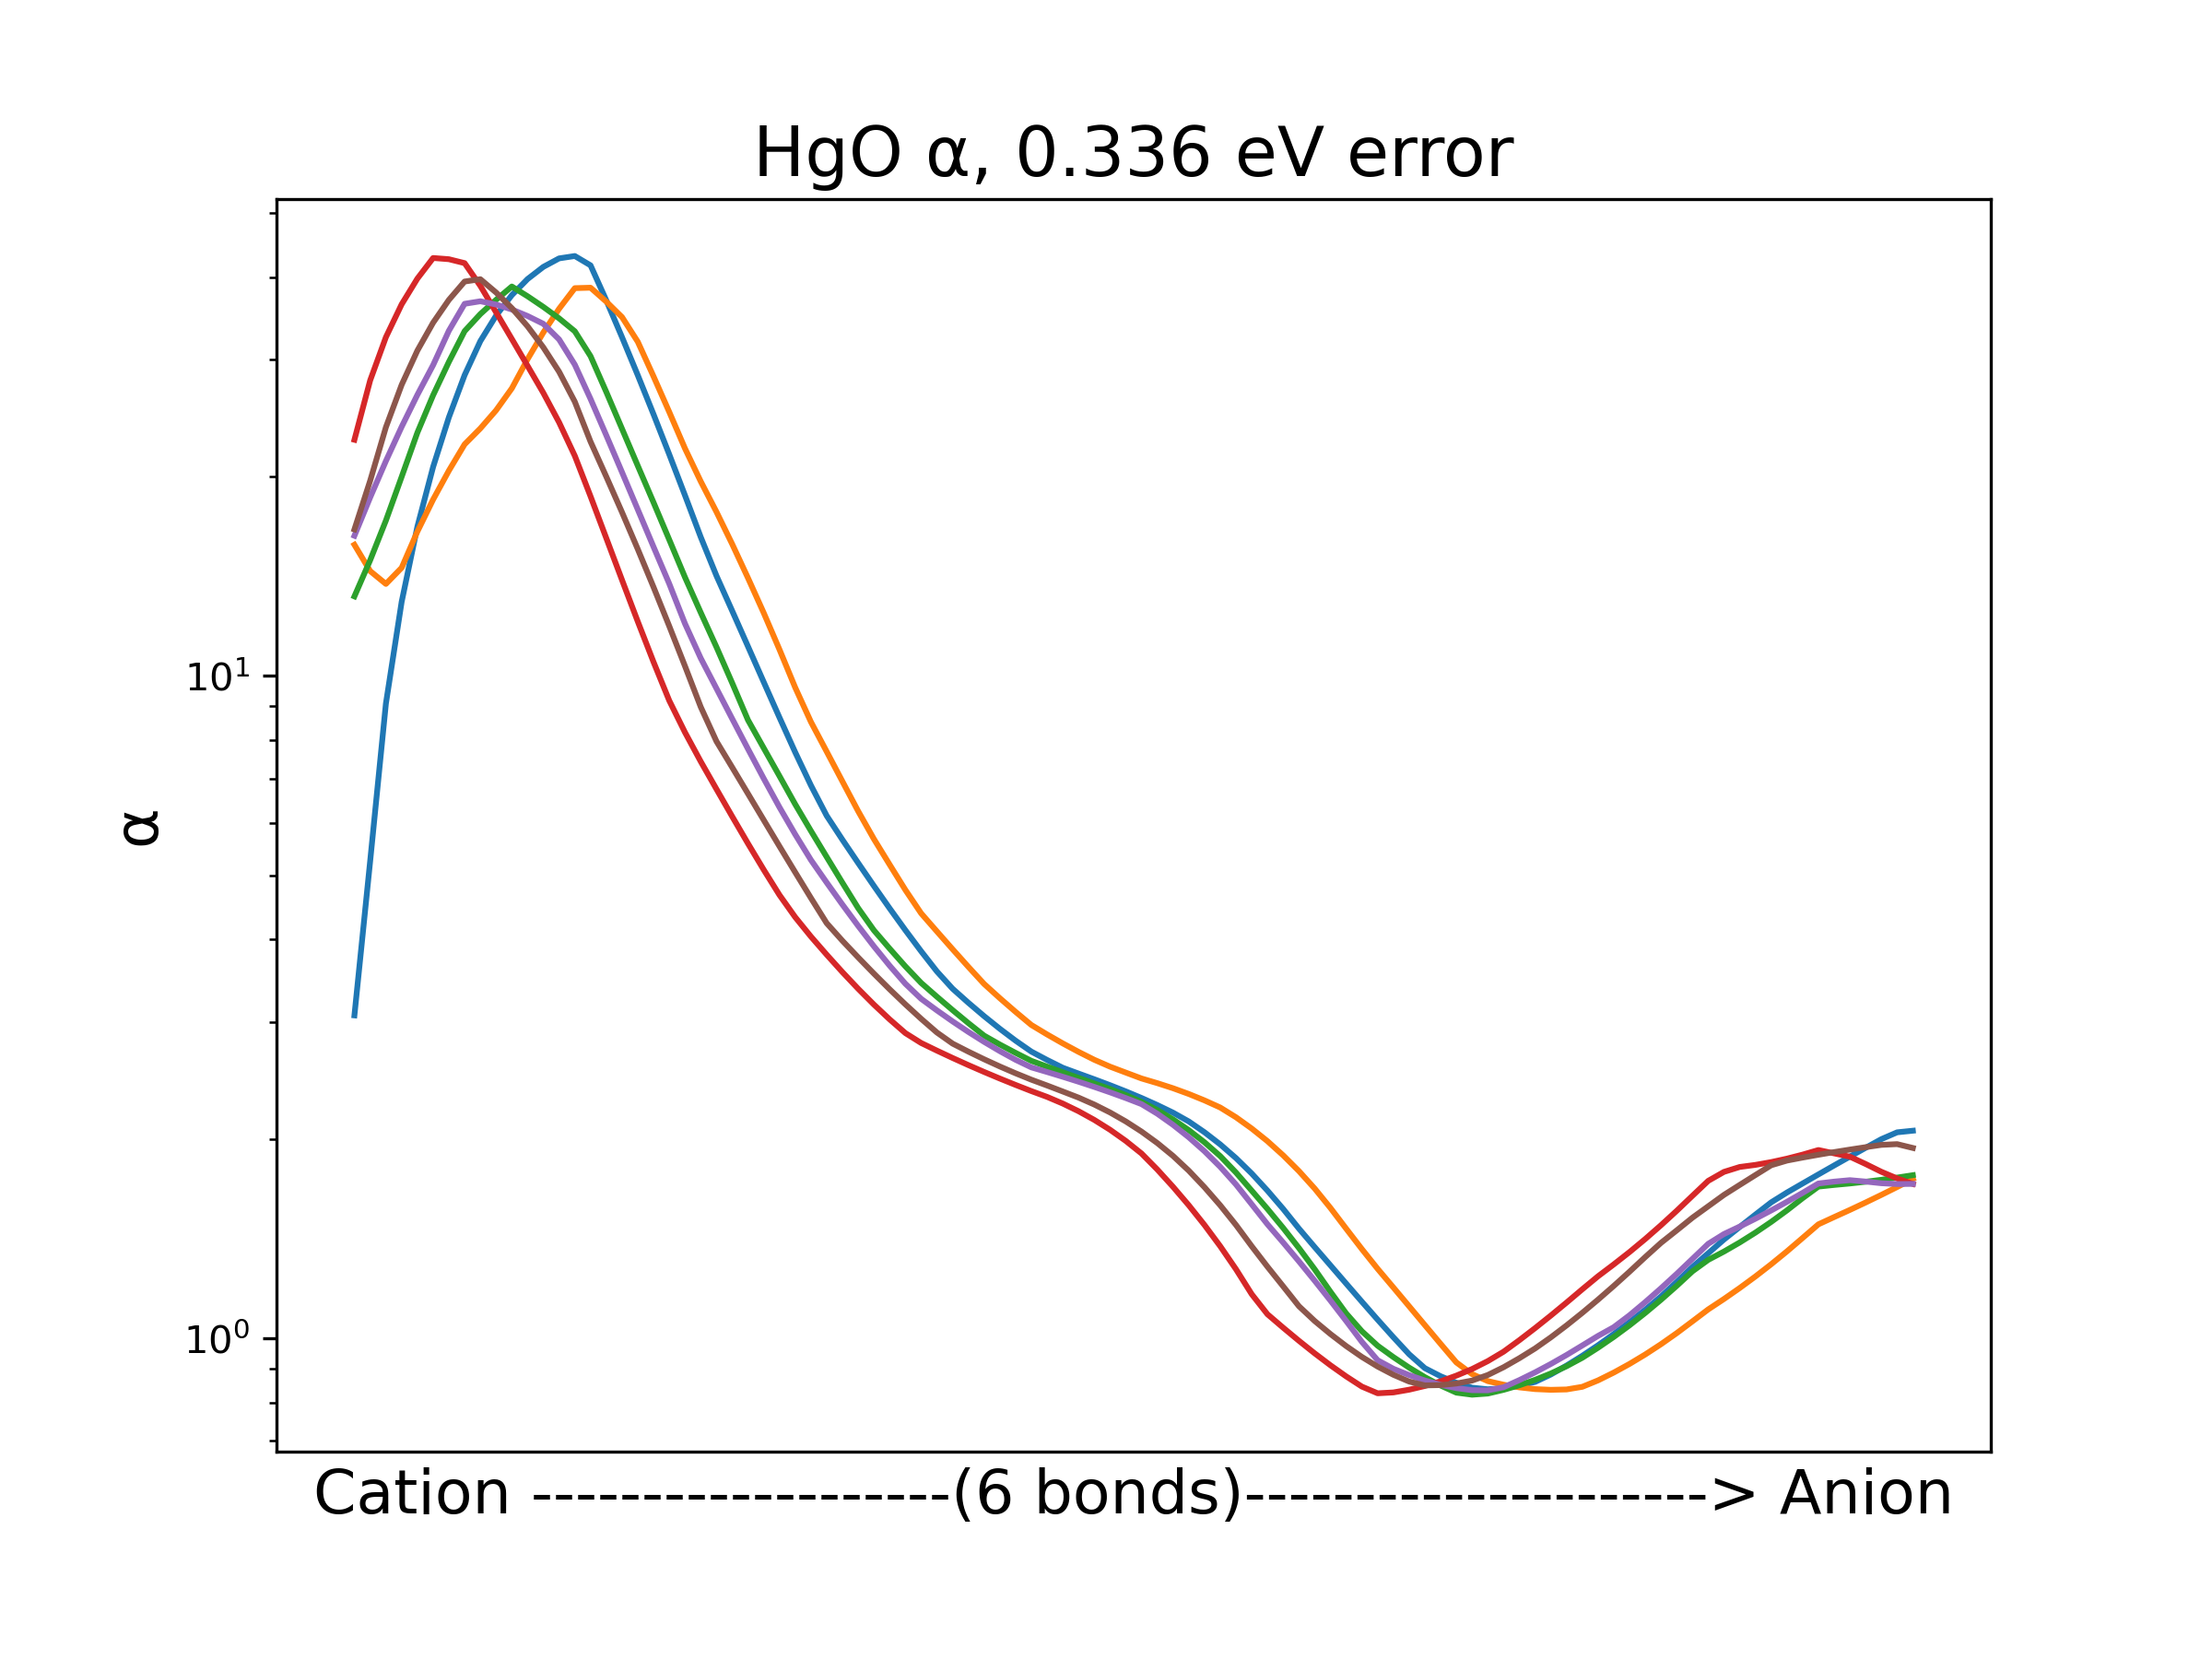 HgO α, 0.336 eV error
10¹
α
10⁰
Cation -------------------(6 bonds)---------------------> Anion